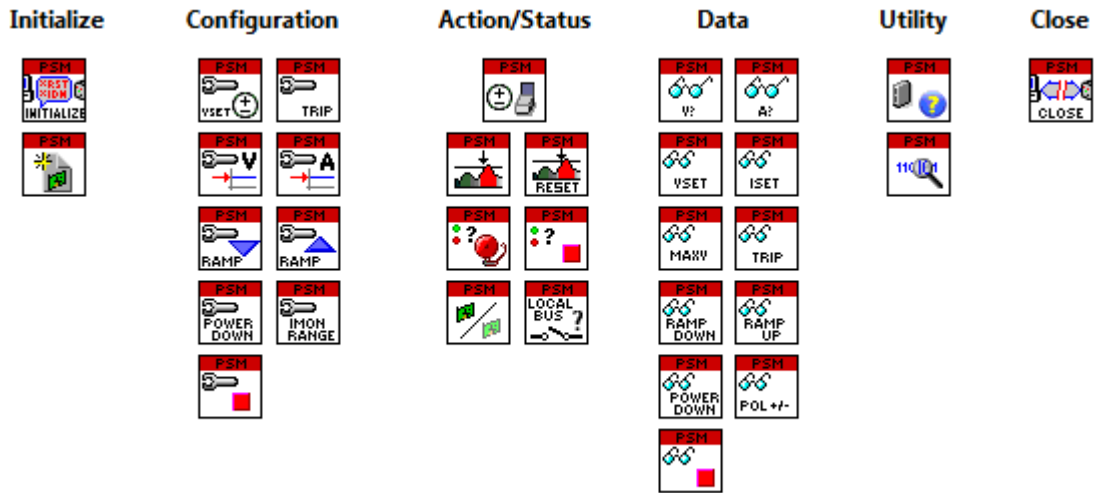 Initialize Configuration Action/Status Data Utility Close
PSM PSM PSM PSM PSM PSM PSM PSM
*RST
*IDN
INITIALIZE VSET TRIP V? A? ? CLOSE
PSM PSM PSM PSM PSM PSM PSM PSM
V A RESET VSET ISET
PSM PSM PSM PSM PSM PSM
RAMP RAMP ? ? MAXV TRIP
PSM PSM PSM PSM PSM PSM
POWER DOWN IMON RANGE LOCAL BUS ? RAMP DOWN RAMP UP
PSM PSM PSM
POWER DOWN POL +/-
PSM